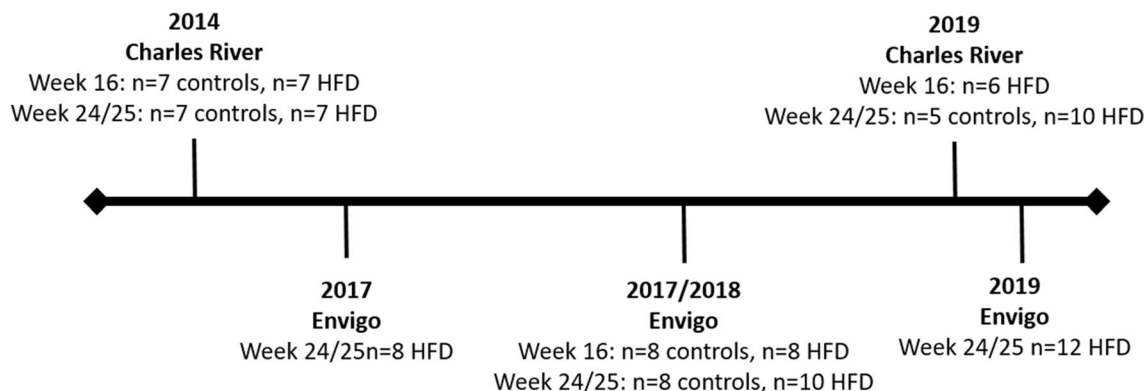 2014
Charles River
Week 16: n=7 controls, n=7 HFD
Week 24/25: n=7 controls, n=7 HFD
2019
Charles River
Week 16: n=6 HFD
Week 24/25: n=5 controls, n=10 HFD
2017
Envigo
Week 24/25n=8 HFD
2017/2018
Envigo
Week 16: n=8 controls, n=8 HFD
Week 24/25: n=8 controls, n=10 HFD
2019
Envigo
Week 24/25 n=12 HFD